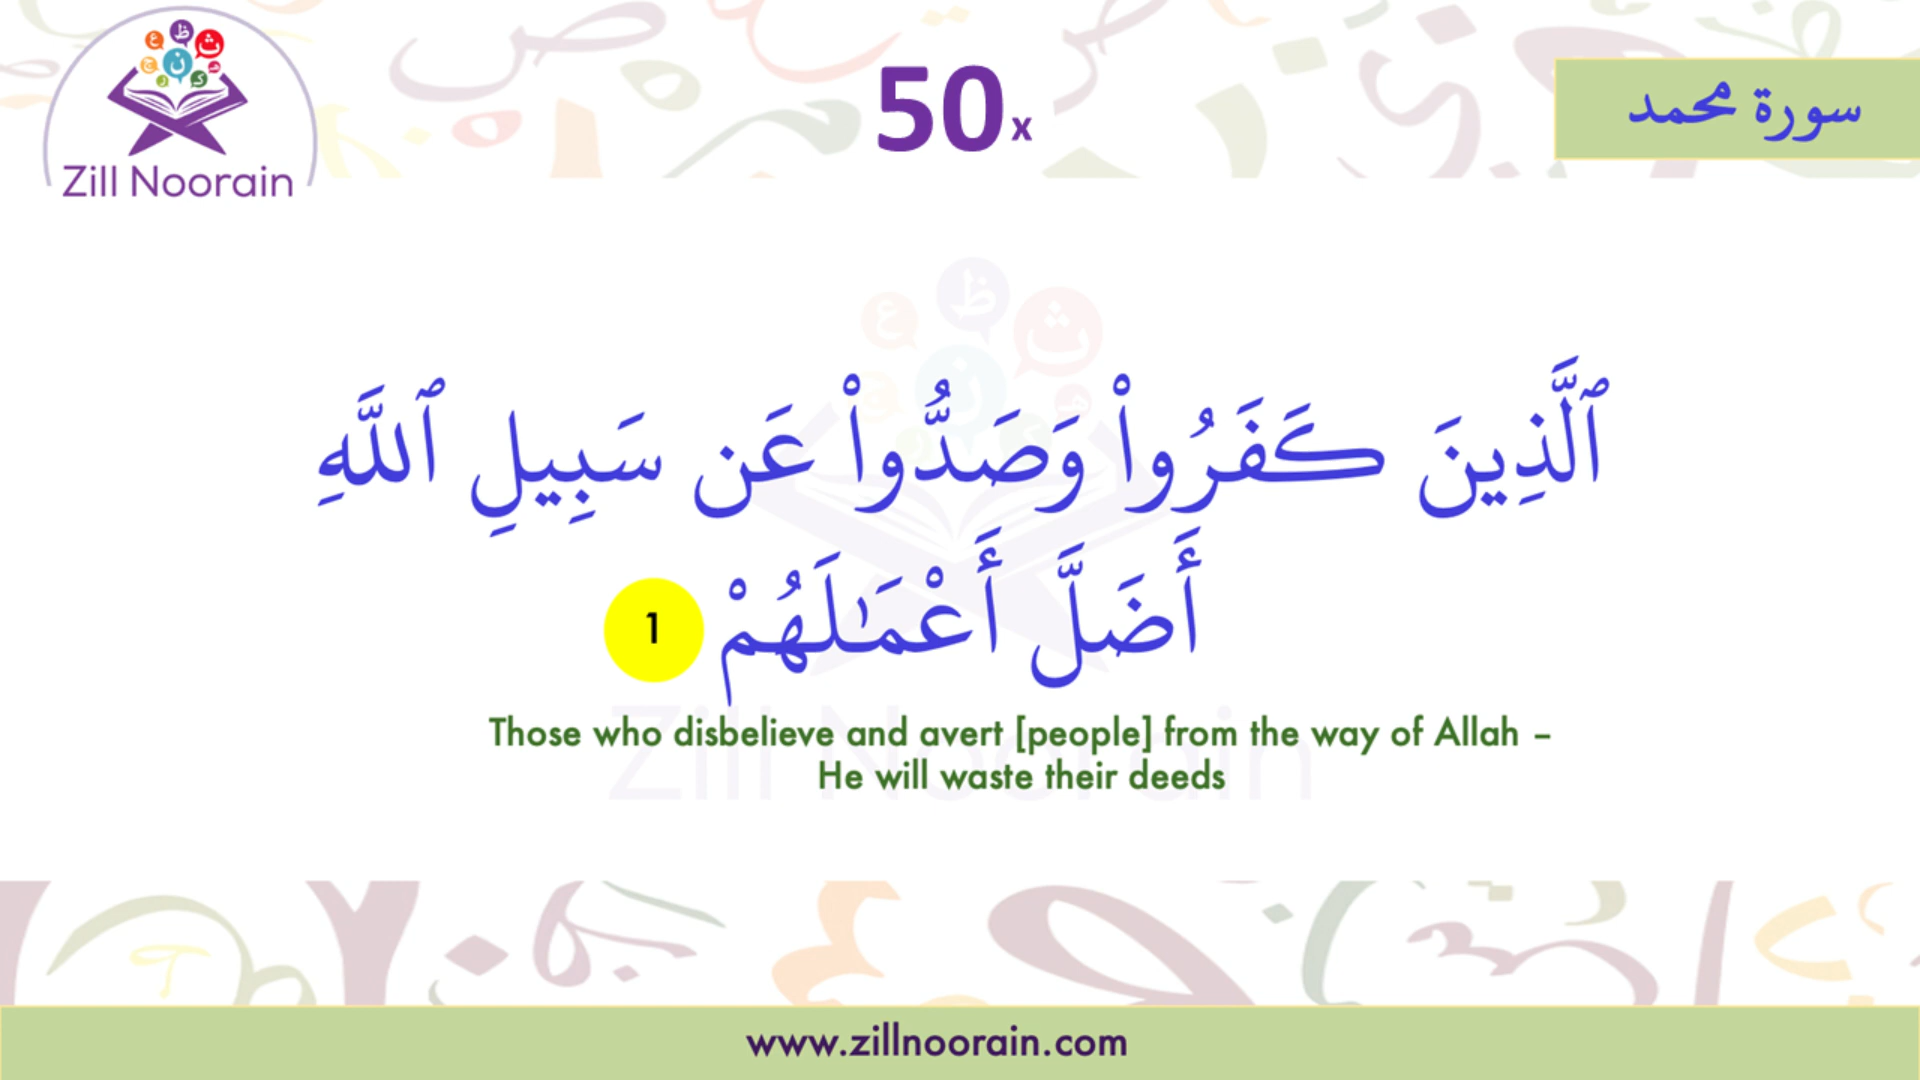 Zill Noorain
50x
سورة محمد
ٱلَّذِينَ كَفَرُوا۟ وَصَدُّوا۟ عَن سَبِيلِ ٱللَّهِ
أَضَلَّ أَعْمَـٰلَهُمْ 1
Those who disbelieve and avert [people] from the way of Allah –
He will waste their deeds
www.zillnoorain.com